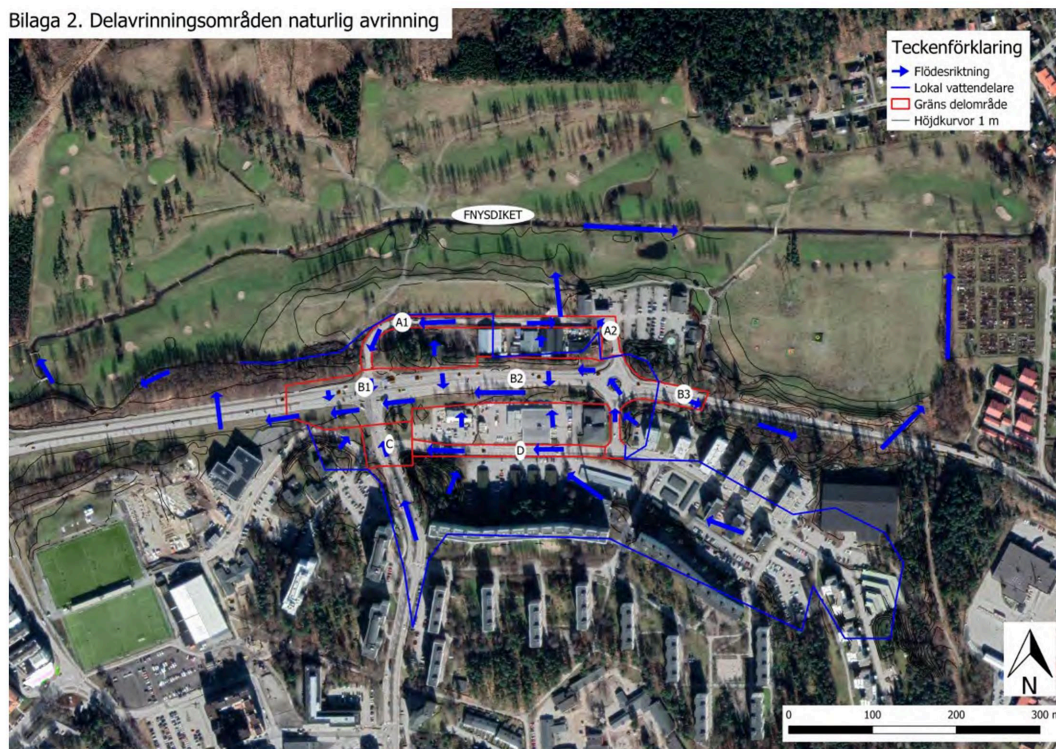 Bilaga 2. Delavrinningsområden naturlig avrinning
Teckenförklaring
Flödesriktning
Lokal vattendelare
Gräns delområde
Höjdkurvor 1 m
FNYSDIKET
A1
A2
B1
B2
B3
C
D
N
0 100 200 300 m